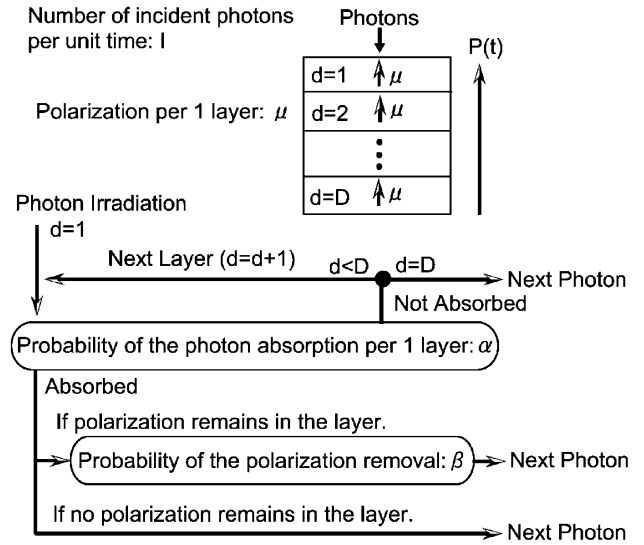 Number of incident photons
per unit time: I
Photons
P(t)
d=1 μ
Polarization per 1 layer: μ
d=2 μ
d=D μ
Photon Irradiation
d=1
Next Layer (d=d+1)
d<D
d=D
Next Photon
Not Absorbed
Probability of the photon absorption per 1 layer: α
Absorbed
If polarization remains in the layer.
Probability of the polarization removal: β
Next Photon
If no polarization remains in the layer.
Next Photon